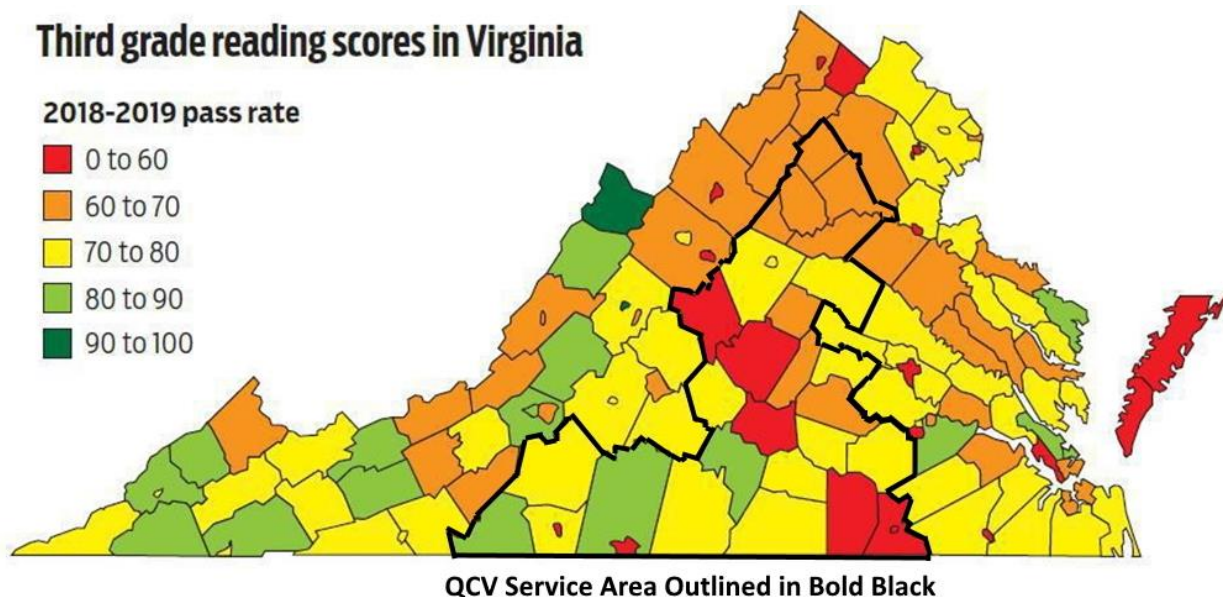 Third grade reading scores in Virginia
2018-2019 pass rate
0 to 60
60 to 70
70 to 80
80 to 90
90 to 100
QCV Service Area Outlined in Bold Black